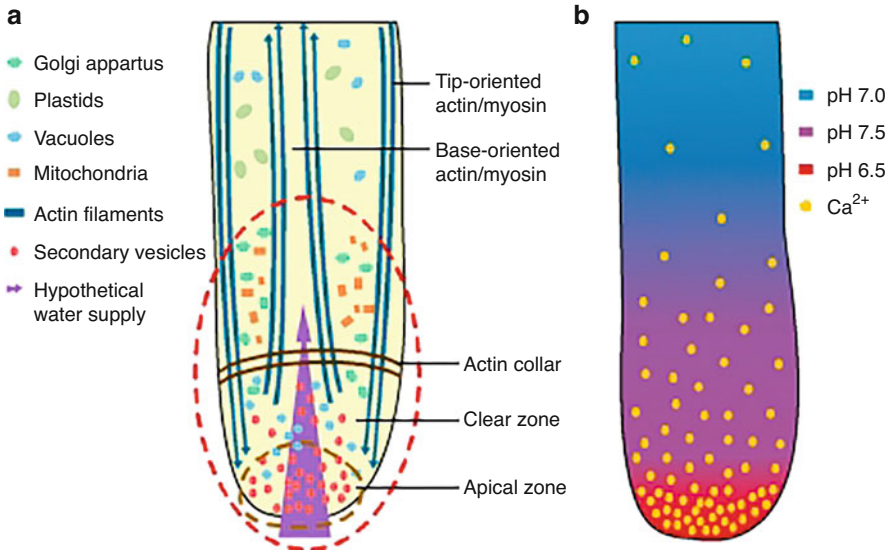 a
Golgi appartus
Plastids
Vacuoles
Mitochondria
Actin filaments
Secondary vesicles
Hypothetical
water supply
Tip-oriented
actin/myosin
Base-oriented
actin/myosin
Actin collar
Clear zone
Apical zone
b
pH 7.0
pH 7.5
pH 6.5
Ca²⁺